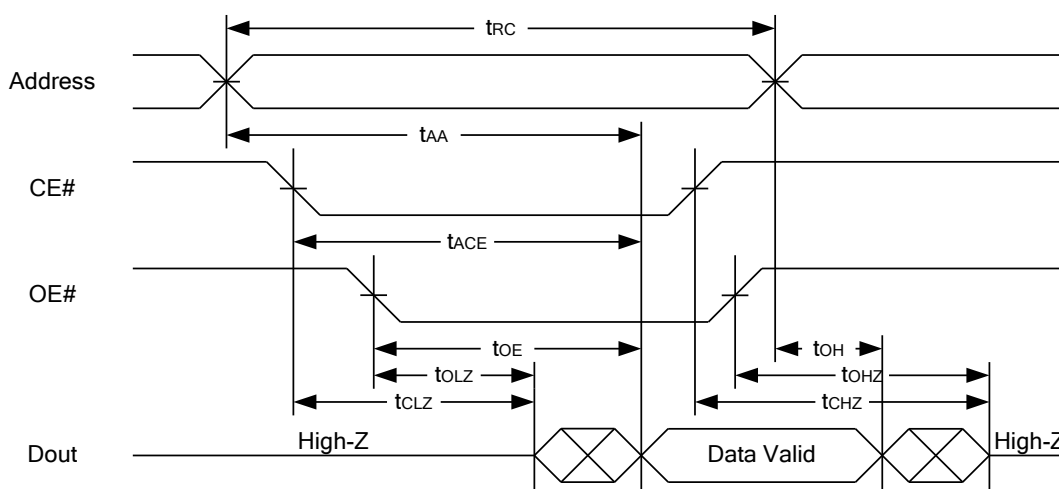 tRC
Address
tAA
CE#
tACE
OE#
tOE
tOH
tOLZ
tOHZ
tCLZ
tCHZ
High-Z
Data Valid
High-Z
Dout